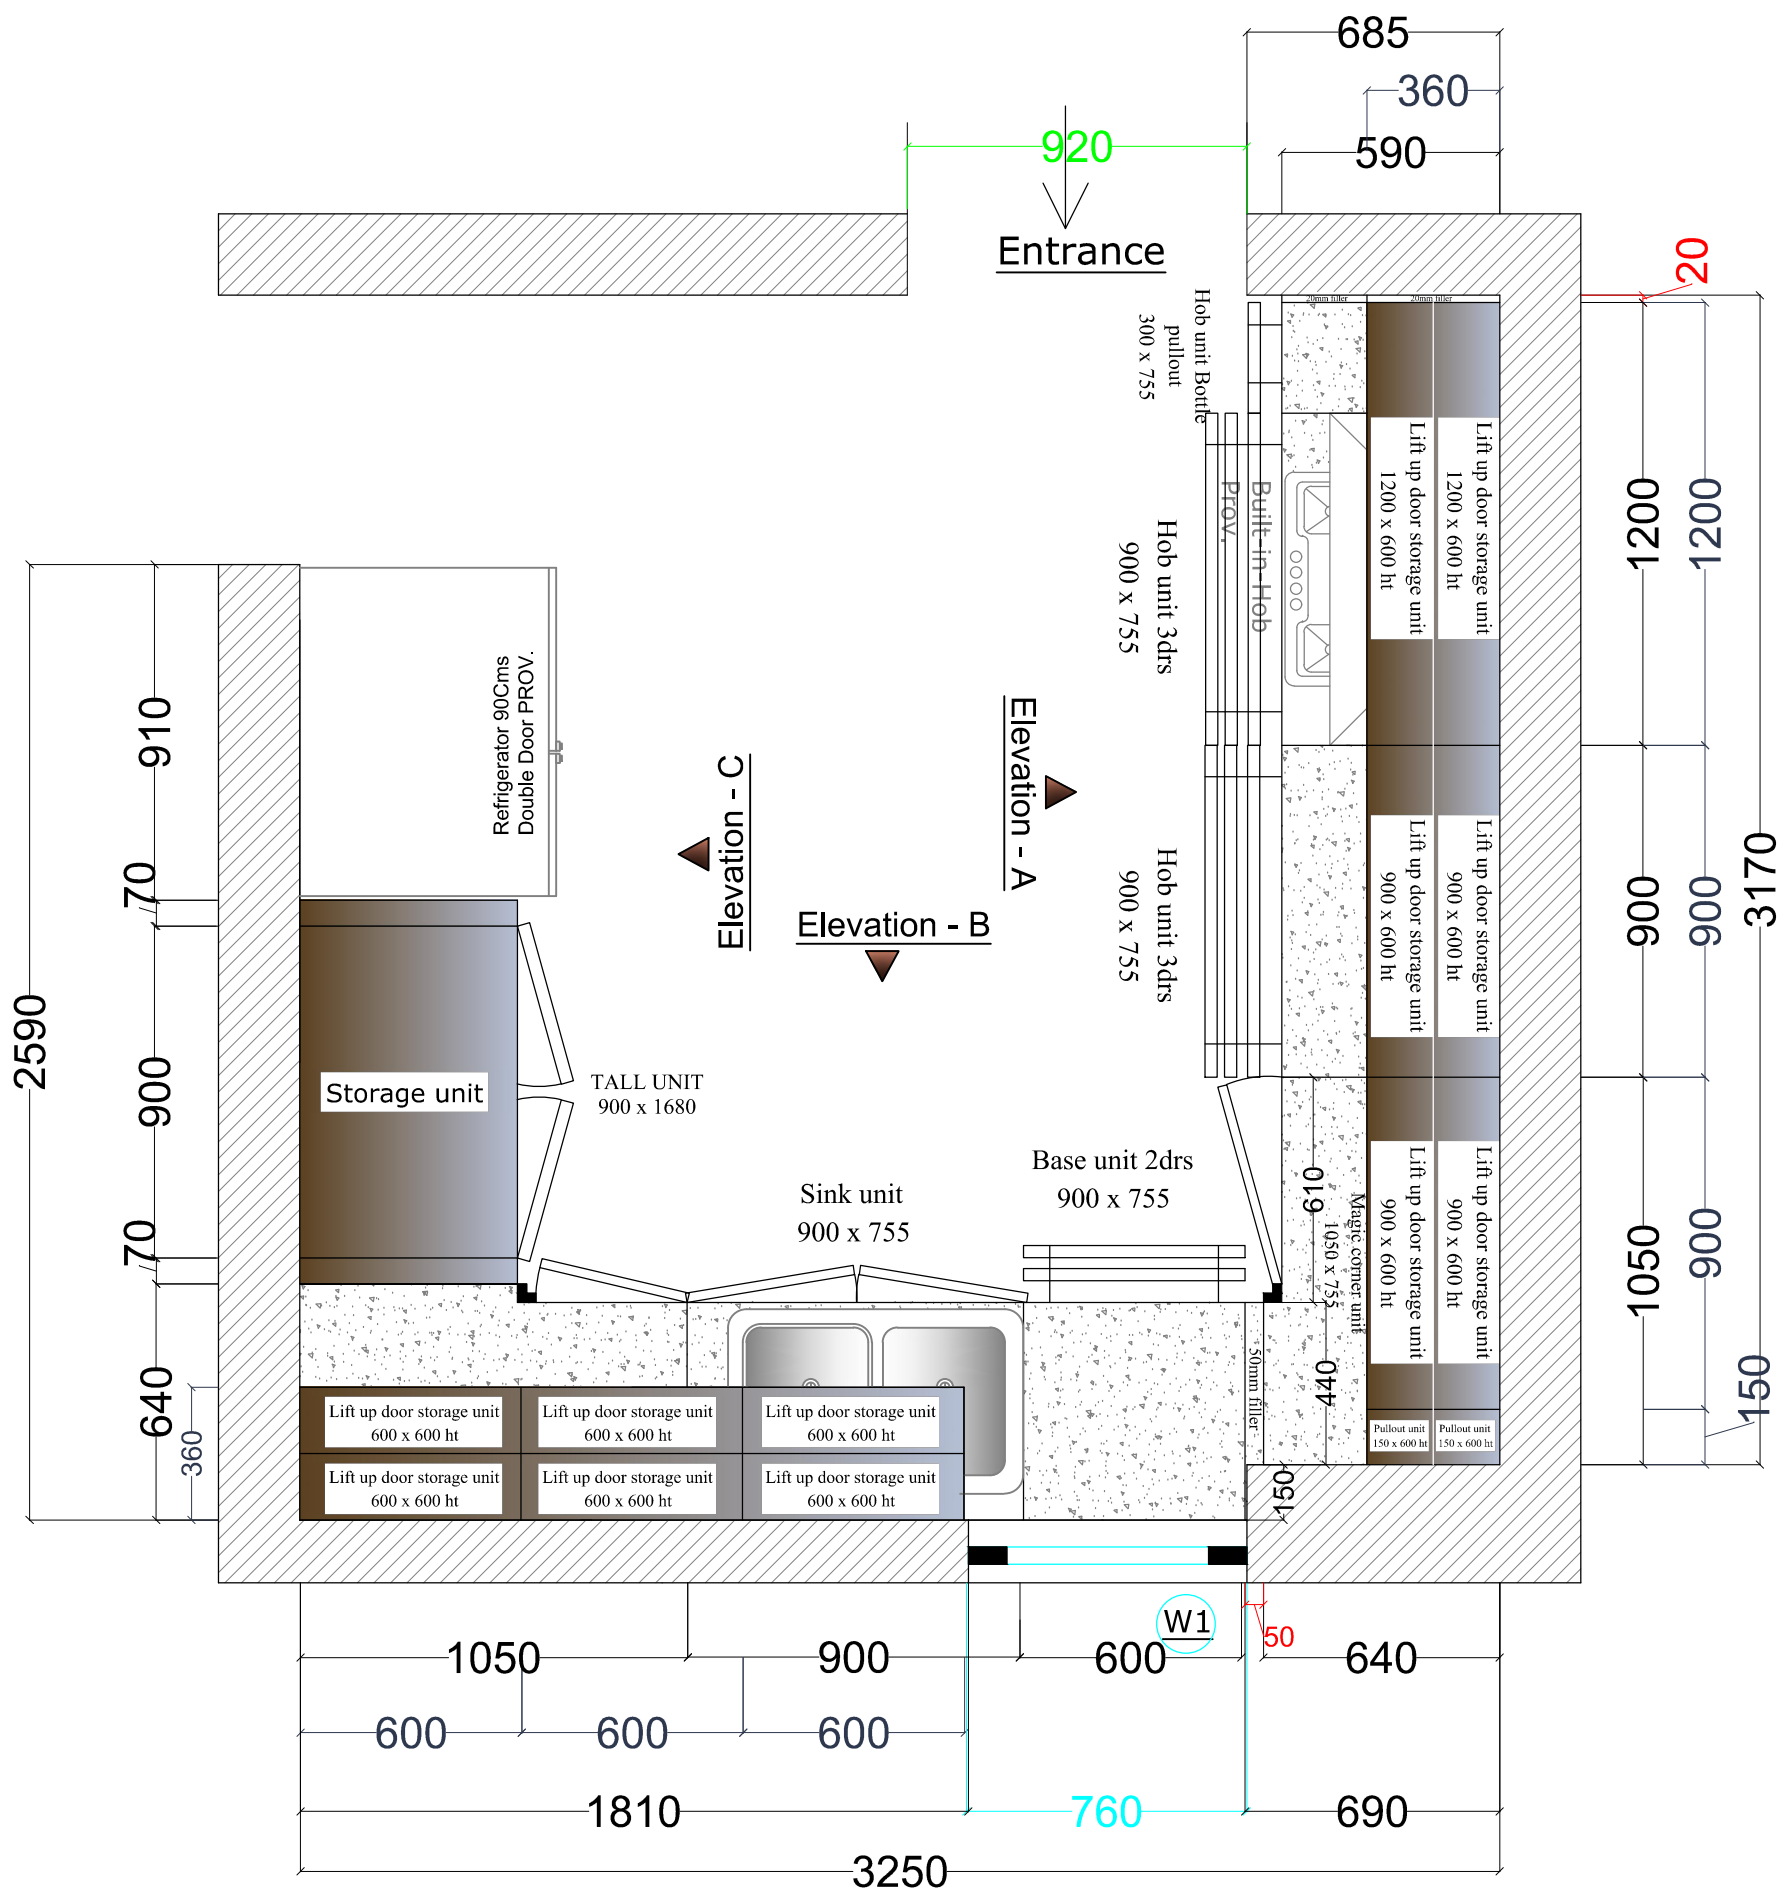 685
360
590
920
Entrance
20
20mm filler
20mm filler
Hob unit Bottle
pullout
300 x 755
Lift up door storage unit
1200 x 600 ht
Lift up door storage unit
1200 x 600 ht
Built-in-Hob
Prov.
Hob unit 3drs
900 x 755
1200
1200
Refrigerator 90Cms
Double Door PROV.
910
70
900
70
640
360
2590
Elevation - C
Elevation - A
Elevation - B
Hob unit 3drs
900 x 755
Lift up door storage unit
900 x 600 ht
Lift up door storage unit
900 x 600 ht
900
900
3170
Storage unit
TALL UNIT
900 x 1680
Sink unit
900 x 755
Base unit 2drs
900 x 755
610
Magic corner unit
1050 x 755
Lift up door storage unit
900 x 600 ht
Lift up door storage unit
900 x 600 ht
1050
900
150
440
50mm filler
150
Pullout unit
150 x 600 ht
Pullout unit
150 x 600 ht
Lift up door storage unit
600 x 600 ht
Lift up door storage unit
600 x 600 ht
Lift up door storage unit
600 x 600 ht
Lift up door storage unit
600 x 600 ht
Lift up door storage unit
600 x 600 ht
Lift up door storage unit
600 x 600 ht
W1
50
1050
900
600
640
600
600
600
1810
760
690
3250